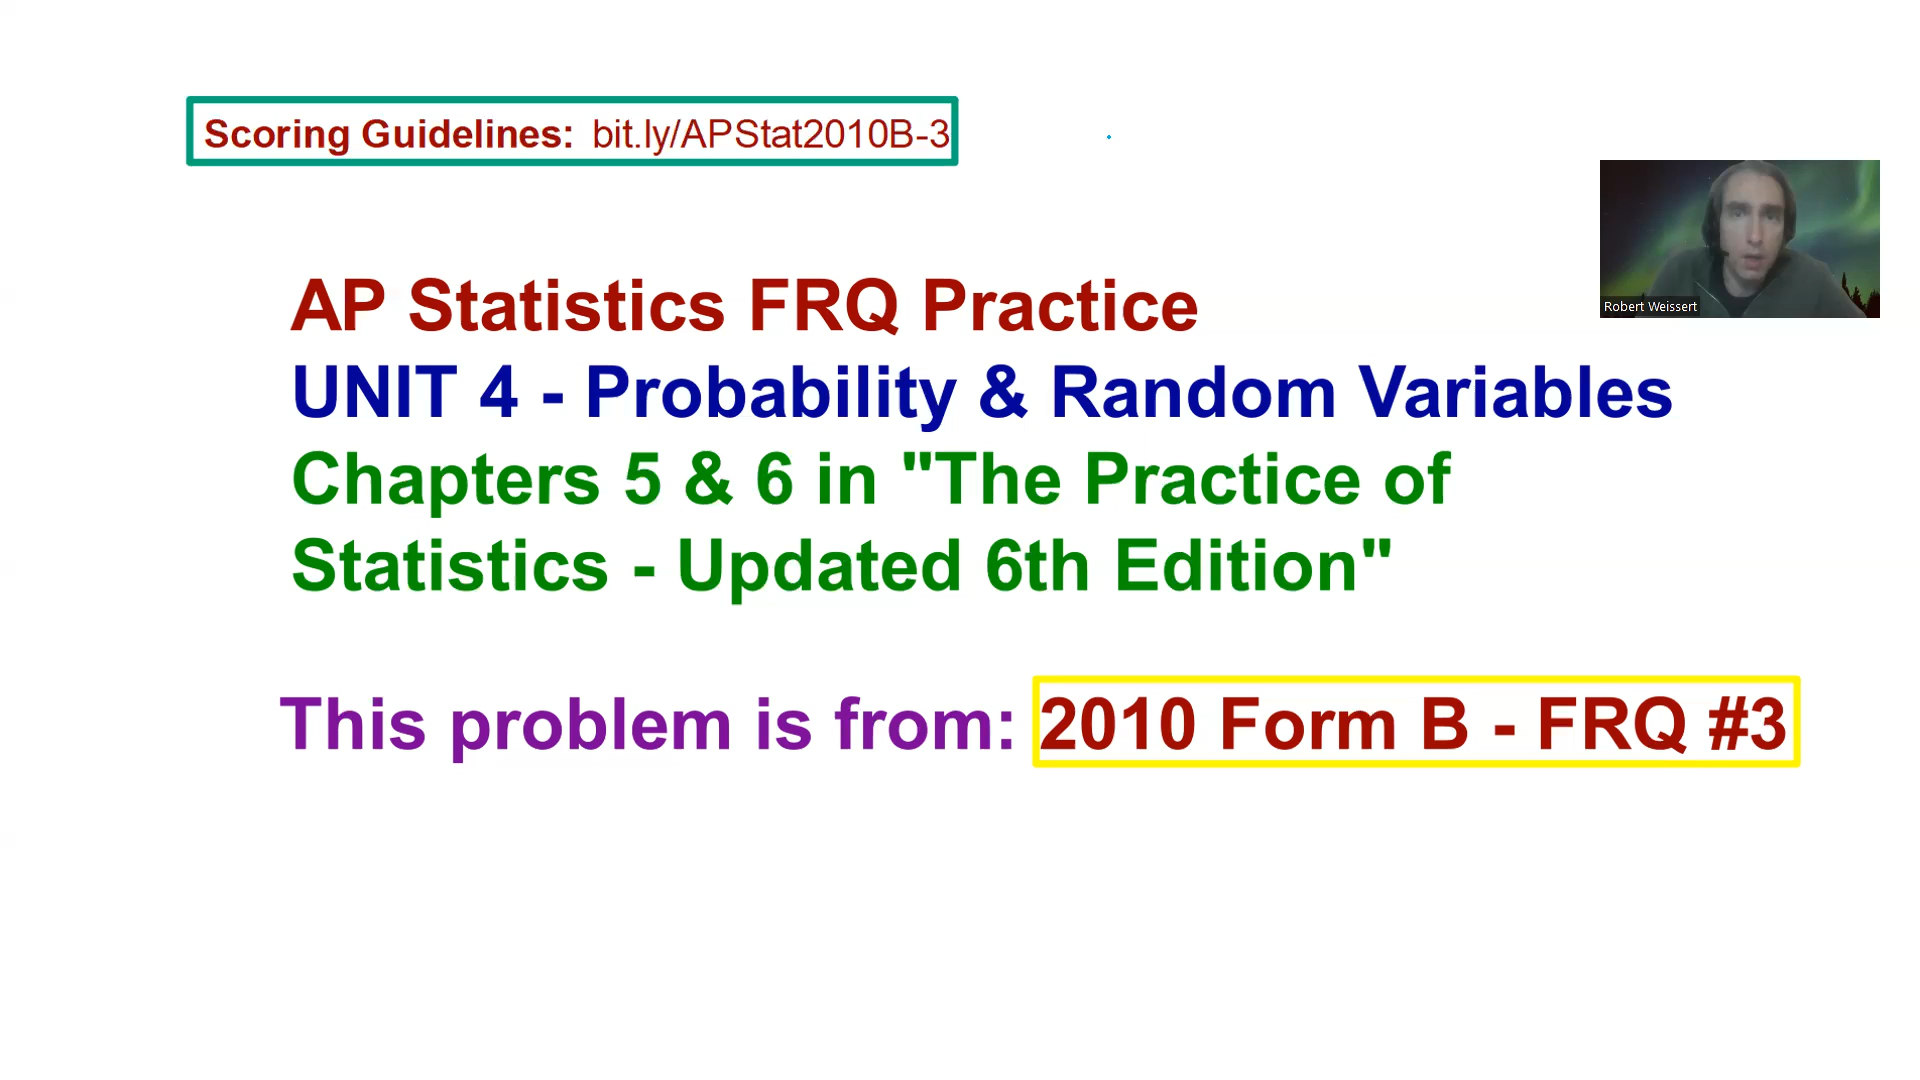 Scoring Guidelines: bit.ly/APStat2010B-3
AP Statistics FRQ Practice
UNIT 4 - Probability & Random Variables
Chapters 5 & 6 in "The Practice of
Statistics - Updated 6th Edition"
This problem is from: 2010 Form B - FRQ #3
Robert Weissert